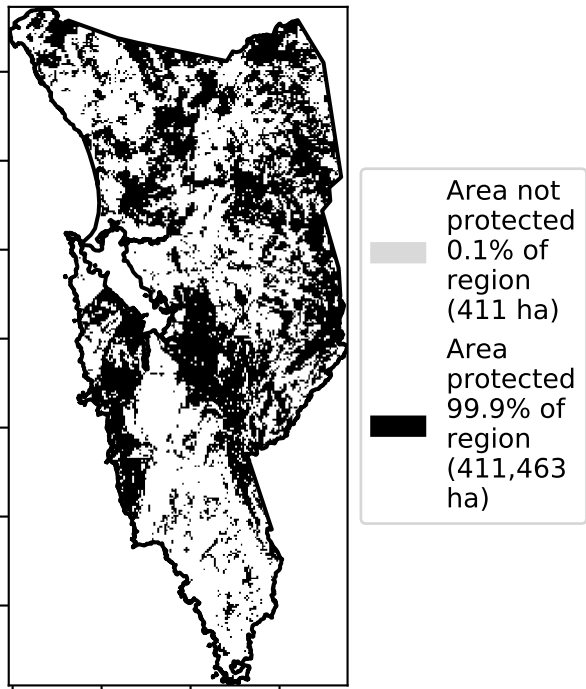 Area not
protected
0.1% of
region
(411 ha)
Area
protected
99.9% of
region
(411,463
ha)